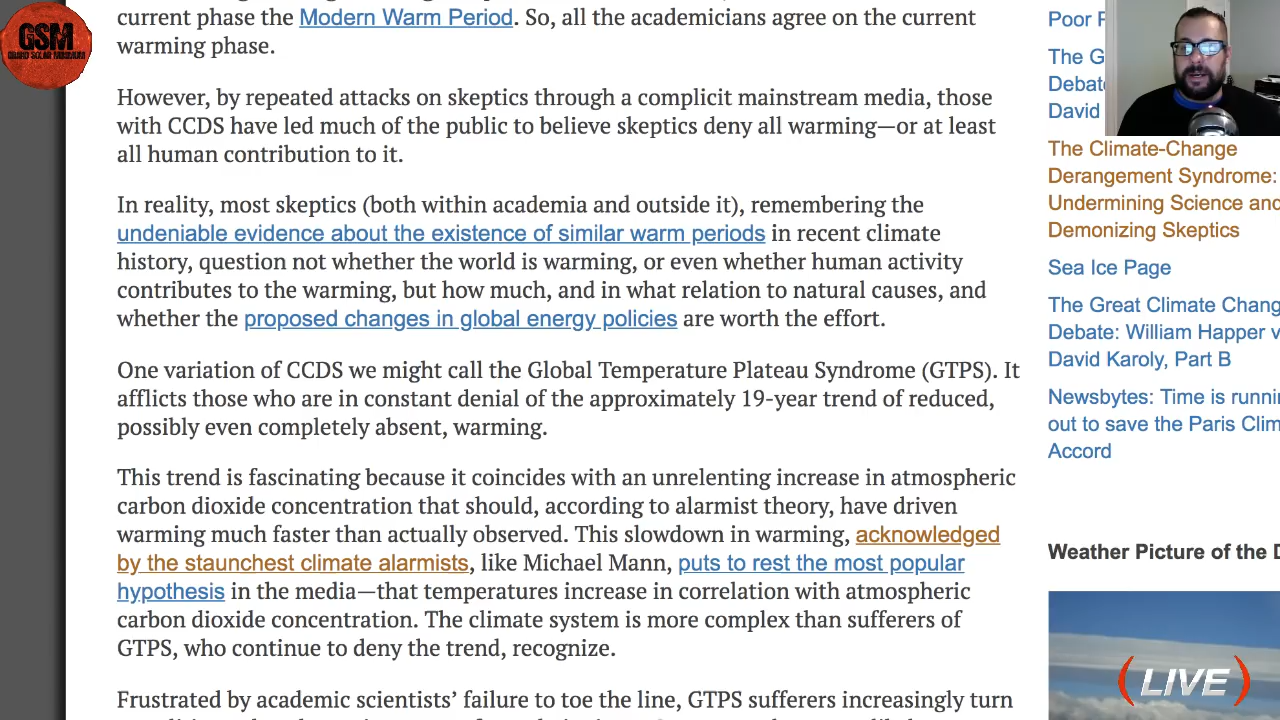 current phase the Modern Warm Period. So, all the academicians agree on the current
warming phase.
However, by repeated attacks on skeptics through a complicit mainstream media, those
with CCDS have led much of the public to believe skeptics deny all warming—or at least
all human contribution to it.
In reality, most skeptics (both within academia and outside it), remembering the
undeniable evidence about the existence of similar warm periods in recent climate
history, question not whether the world is warming, or even whether human activity
contributes to the warming, but how much, and in what relation to natural causes, and
whether the proposed changes in global energy policies are worth the effort.
One variation of CCDS we might call the Global Temperature Plateau Syndrome (GTPS). It
afflicts those who are in constant denial of the approximately 19-year trend of reduced,
possibly even completely absent, warming.
This trend is fascinating because it coincides with an unrelenting increase in atmospheric
carbon dioxide concentration that should, according to alarmist theory, have driven
warming much faster than actually observed. This slowdown in warming, acknowledged
by the staunchest climate alarmists, like Michael Mann, puts to rest the most popular
hypothesis in the media—that temperatures increase in correlation with atmospheric
carbon dioxide concentration. The climate system is more complex than sufferers of
GTPS, who continue to deny the trend, recognize.
Frustrated by academic scientists’ failure to toe the line, GTPS sufferers increasingly turn
GSM
GRAND SOLAR MINIMUM
Poor
The G
Debate
David
The Climate-Change
Derangement Syndrome:
Undermining Science and
Demonizing Skeptics
Sea Ice Page
The Great Climate Chang
Debate: William Happer v
David Karoly, Part B
Newsbytes: Time is runnin
out to save the Paris Clim
Accord
Weather Picture of the D
(LIVE)